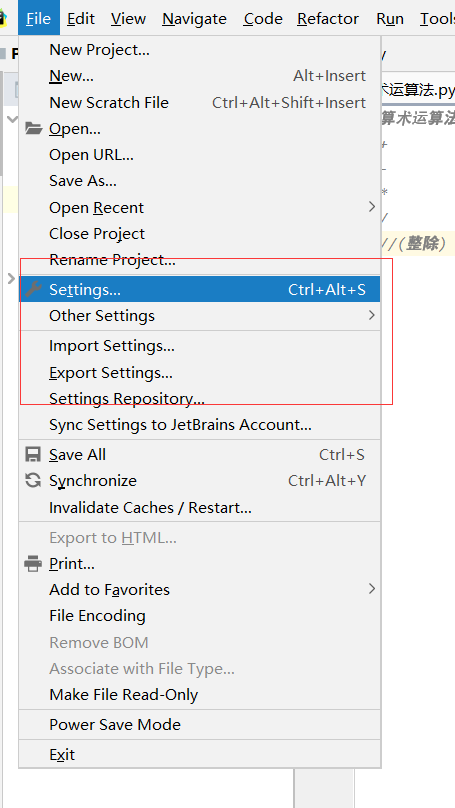 File Edit View Navigate Code Refactor Run Tools
New Project...
New... Alt+Insert
术运算法.py
New Scratch File Ctrl+Alt+Shift+Insert
算术运算法
Open...
+
Open URL...
-
Save As...
*
Open Recent
/
Close Project
//(整除)
Rename Project...
Settings... Ctrl+Alt+S
Other Settings
Import Settings...
Export Settings...
Settings Repository...
Sync Settings to JetBrains Account...
Save All Ctrl+S
Synchronize Ctrl+Alt+Y
Invalidate Caches / Restart...
Export to HTML...
Print...
Add to Favorites
File Encoding
Remove BOM
Associate with File Type...
Make File Read-Only
Power Save Mode
Exit